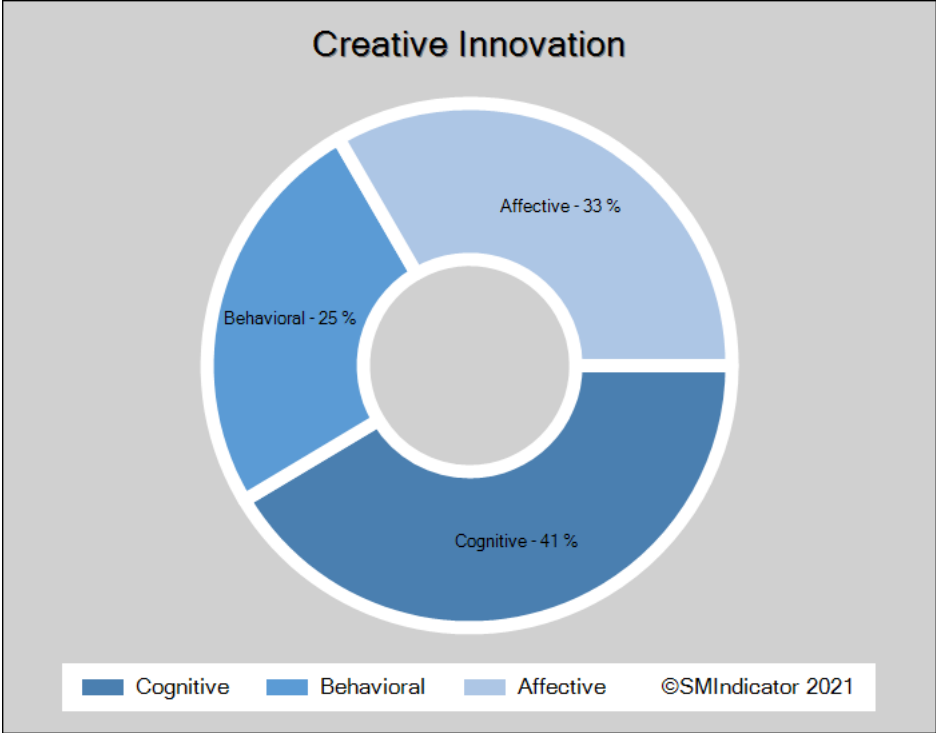 Creative Innovation
Affective - 33 %
Behavioral - 25 %
Cognitive - 41 %
Cognitive Behavioral Affective ©SMIndicator 2021